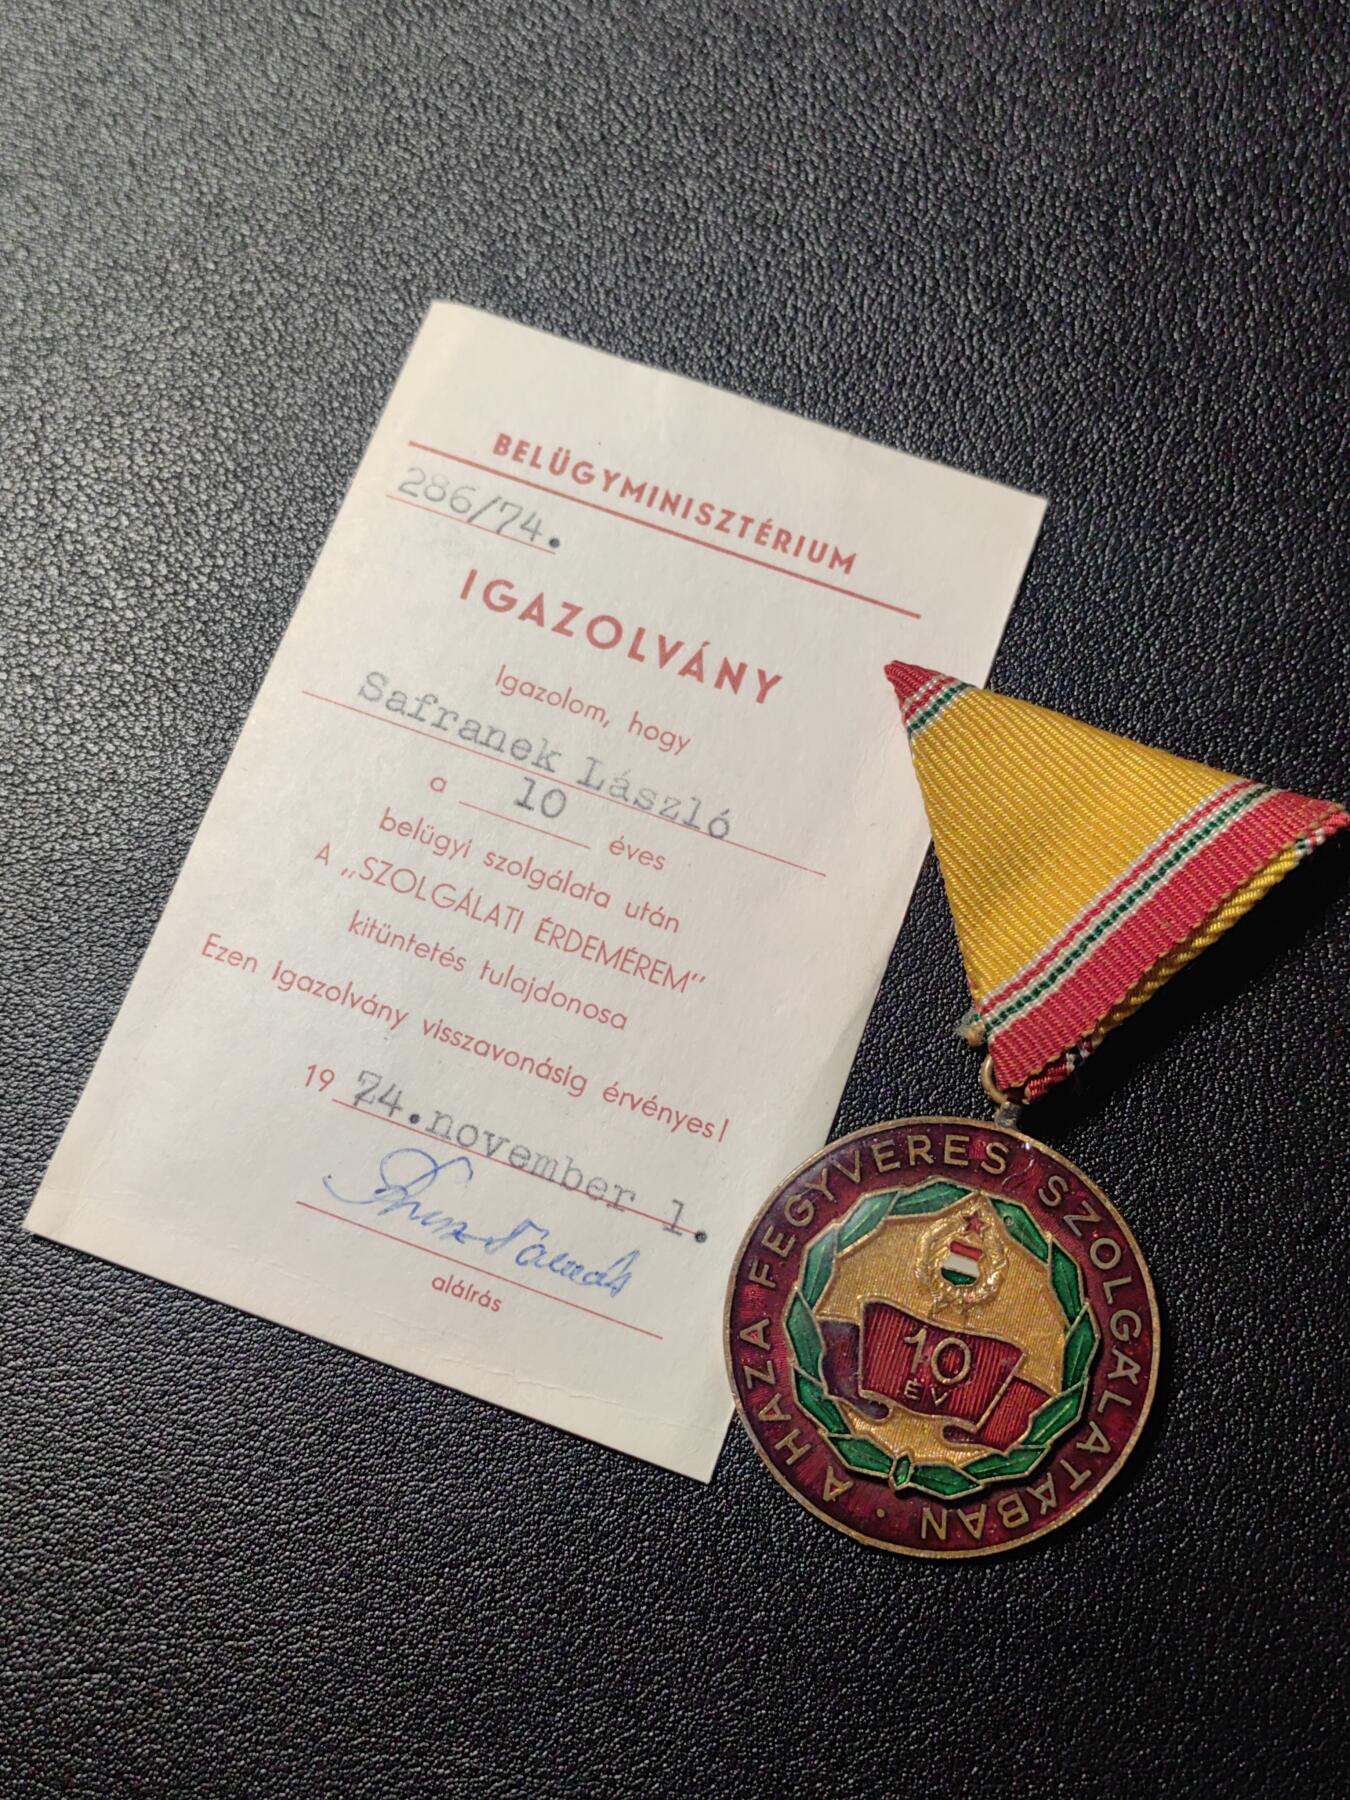 BELÜGYMINISZTÉRIUM
286/74.
IGAZOLVÁNY
Igazolom, hogy
Safranek László
a 10 éves
belügyi szolgálata után
A „SZOLGÁLATI ÉRDEMÉREM”
kitüntetés tulajdonosa
Ezen Igazolvány visszavonásig érvényes!
1974.november 1.
aláírás
A HAZA FEGYVERES SZOLGÁLATÁBAN
10
ÉV